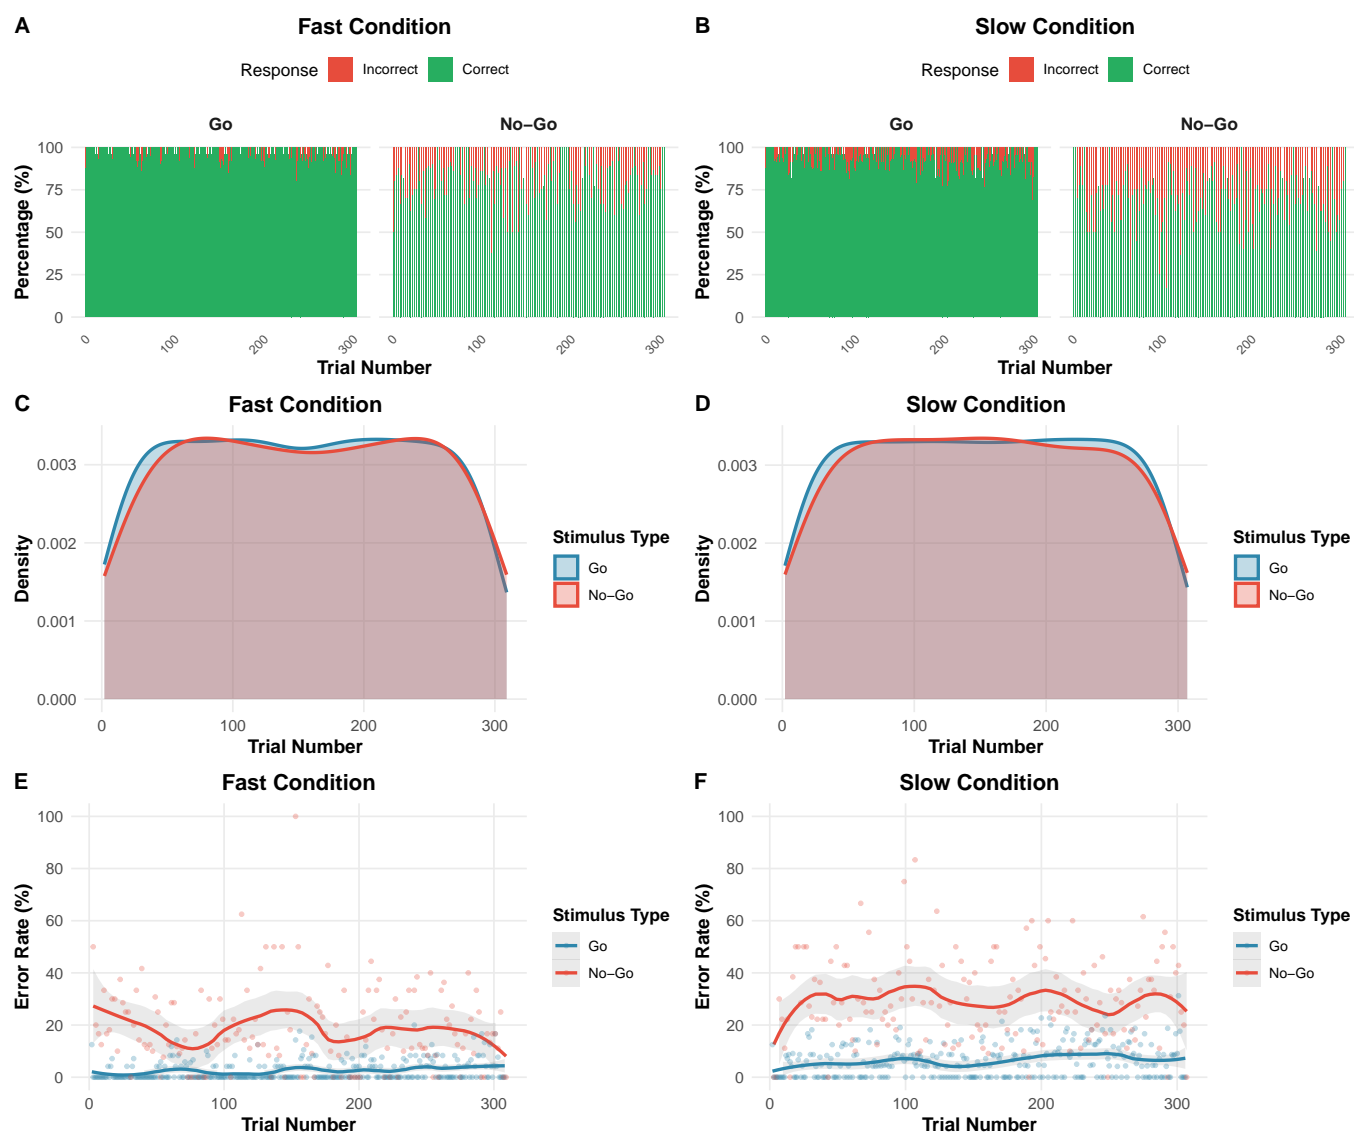 A Fast Condition
Response Incorrect Correct
Go No−Go
Percentage (%)
100
75
50
25
0
0 100 200 300 0 100 200 300
Trial Number
B Slow Condition
Response Incorrect Correct
Go No−Go
Percentage (%)
100
75
50
25
0
0 100 200 300 0 100 200 300
Trial Number
C Fast Condition
Density
0.003
0.002
0.001
0.000
0 100 200 300
Trial Number
Stimulus Type
Go
No−Go
D Slow Condition
Density
0.003
0.002
0.001
0.000
0 100 200 300
Trial Number
Stimulus Type
Go
No−Go
E Fast Condition
Error Rate (%)
100
80
60
40
20
0
0 100 200 300
Trial Number
Stimulus Type
Go
No−Go
F Slow Condition
Error Rate (%)
100
80
60
40
20
0
0 100 200 300
Trial Number
Stimulus Type
Go
No−Go